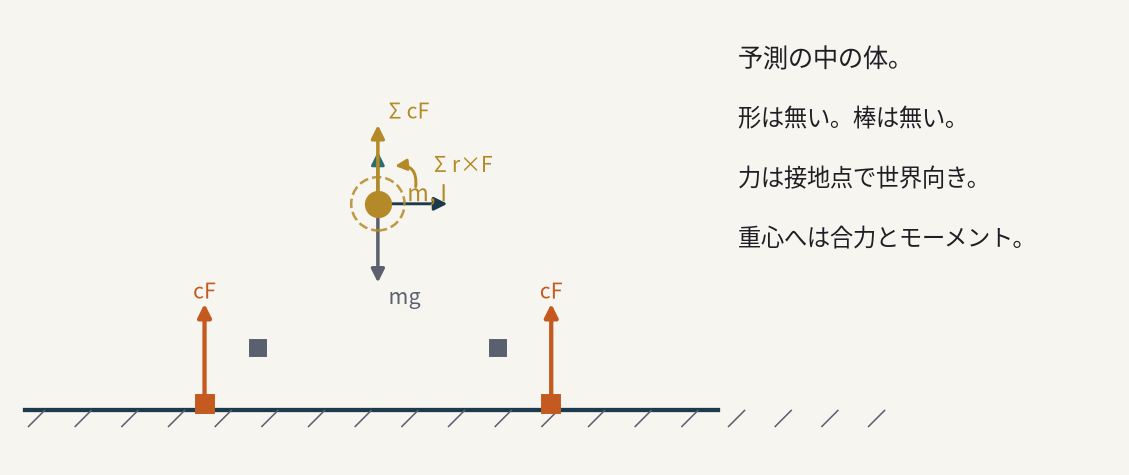 予測の中の体。
形は無い。棒は無い。
力は接地点で世界向き。
重心へは合力とモーメント。
Σ cF
Σ r×F
m, I
mg
cF
cF